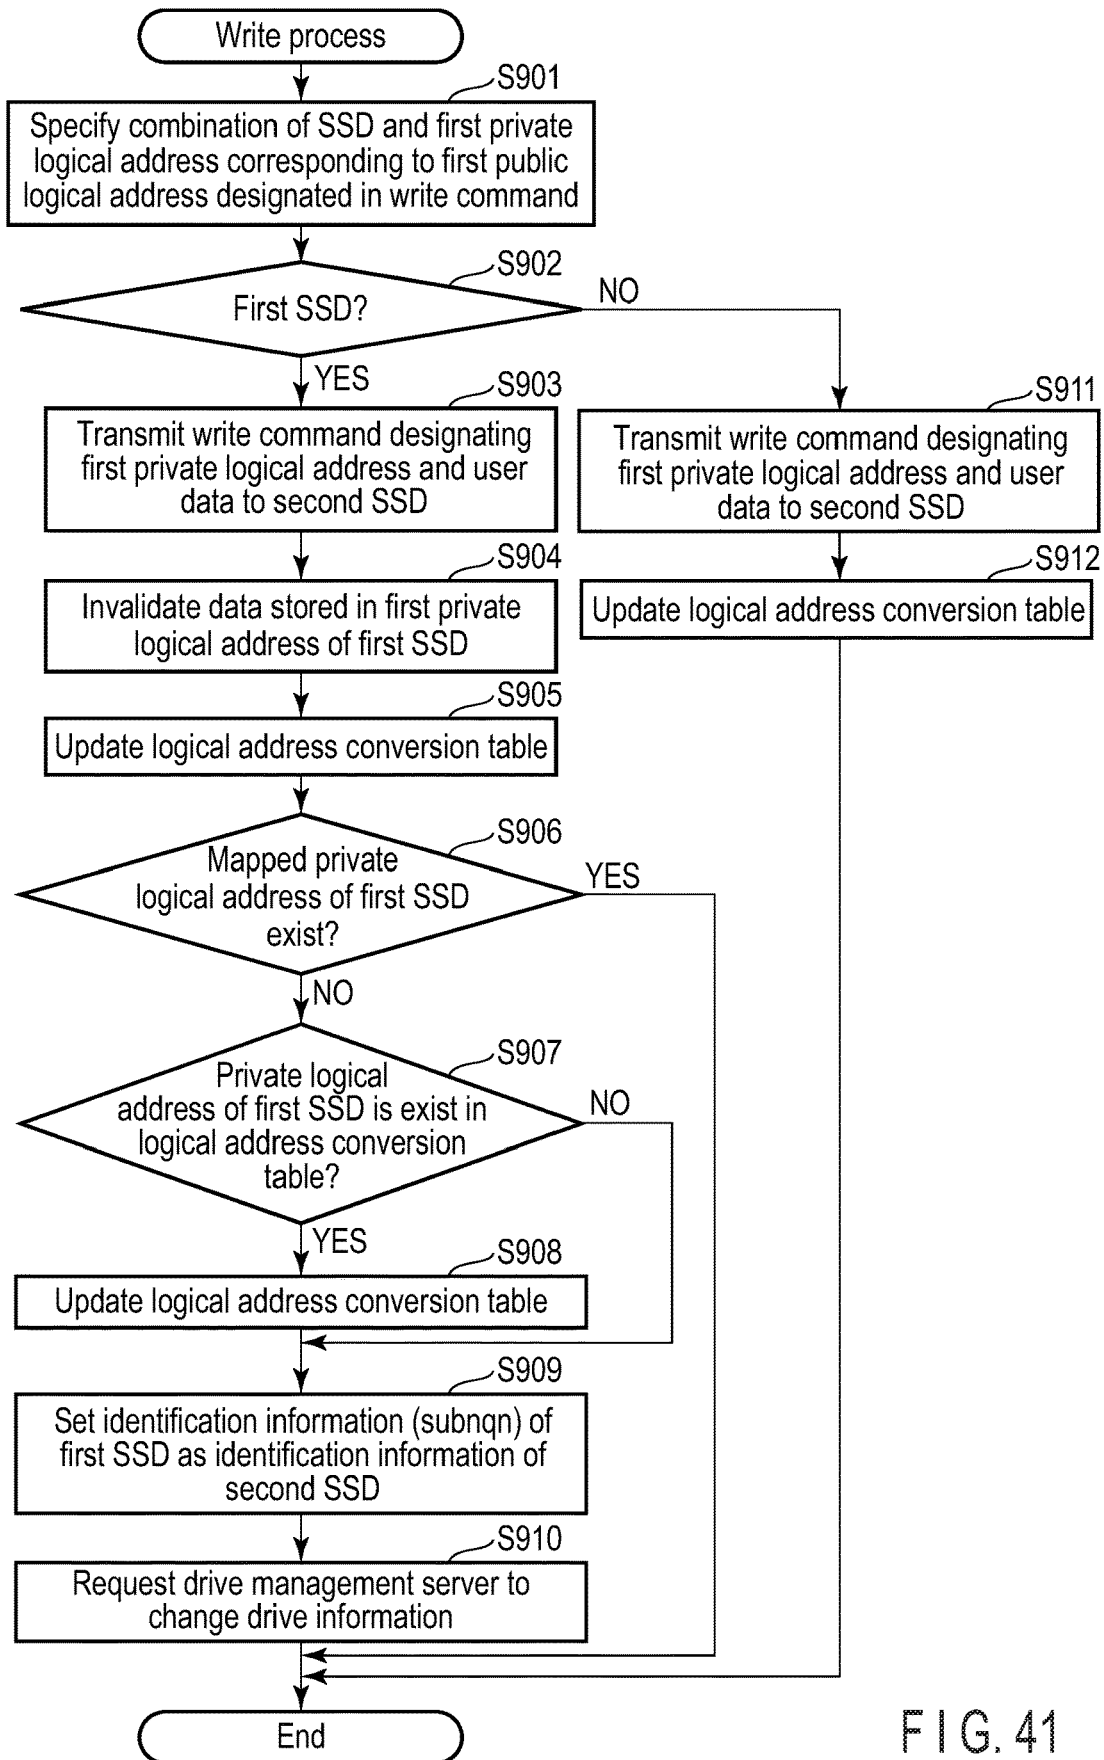 Write process
S901
Specify combination of SSD and first private
logical address corresponding to first public
logical address designated in write command
S902
First SSD?
NO
YES
S903
Transmit write command designating
first private logical address and user
data to second SSD
S911
Transmit write command designating
first private logical address and user
data to second SSD
S904
Invalidate data stored in first private
logical address of first SSD
S912
Update logical address conversion table
S905
Update logical address conversion table
S906
Mapped private
logical address of first SSD
exist?
YES
NO
S907
Private logical
address of first SSD is exist in
logical address conversion
table?
NO
YES
S908
Update logical address conversion table
S909
Set identification information (subnqn) of
first SSD as identification information of
second SSD
S910
Request drive management server to
change drive information
End
FIG. 41